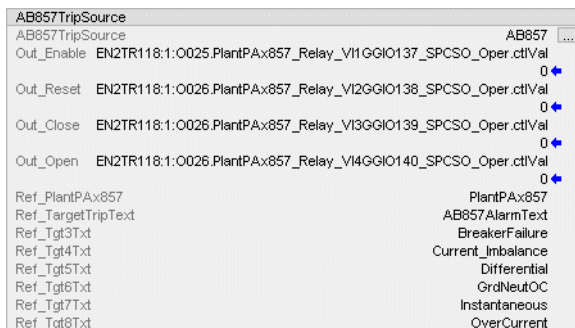 AB857TripSource
AB857TripSource AB857 ...
Out_Enable EN2TR118:1:O025.PlantPAx857_Relay_VI1GGIO137_SPCSO_Oper.ctlVal
0
Out_Reset EN2TR118:1:O026.PlantPAx857_Relay_VI2GGIO138_SPCSO_Oper.ctlVal
0
Out_Close EN2TR118:1:O026.PlantPAx857_Relay_VI3GGIO139_SPCSO_Oper.ctlVal
0
Out_Open EN2TR118:1:O026.PlantPAx857_Relay_VI4GGIO140_SPCSO_Oper.ctlVal
0
Ref_PlantPAx857 PlantPAx857
Ref_TargetTripText AB857AlarmText
Ref_Tgt3Txt BreakerFailure
Ref_Tgt4Txt Current_Imbalance
Ref_Tgt5Txt Differential
Ref_Tgt6Txt GrdNeutOC
Ref_Tgt7Txt Instantaneous
Ref_Tgt8Txt OverCurrent